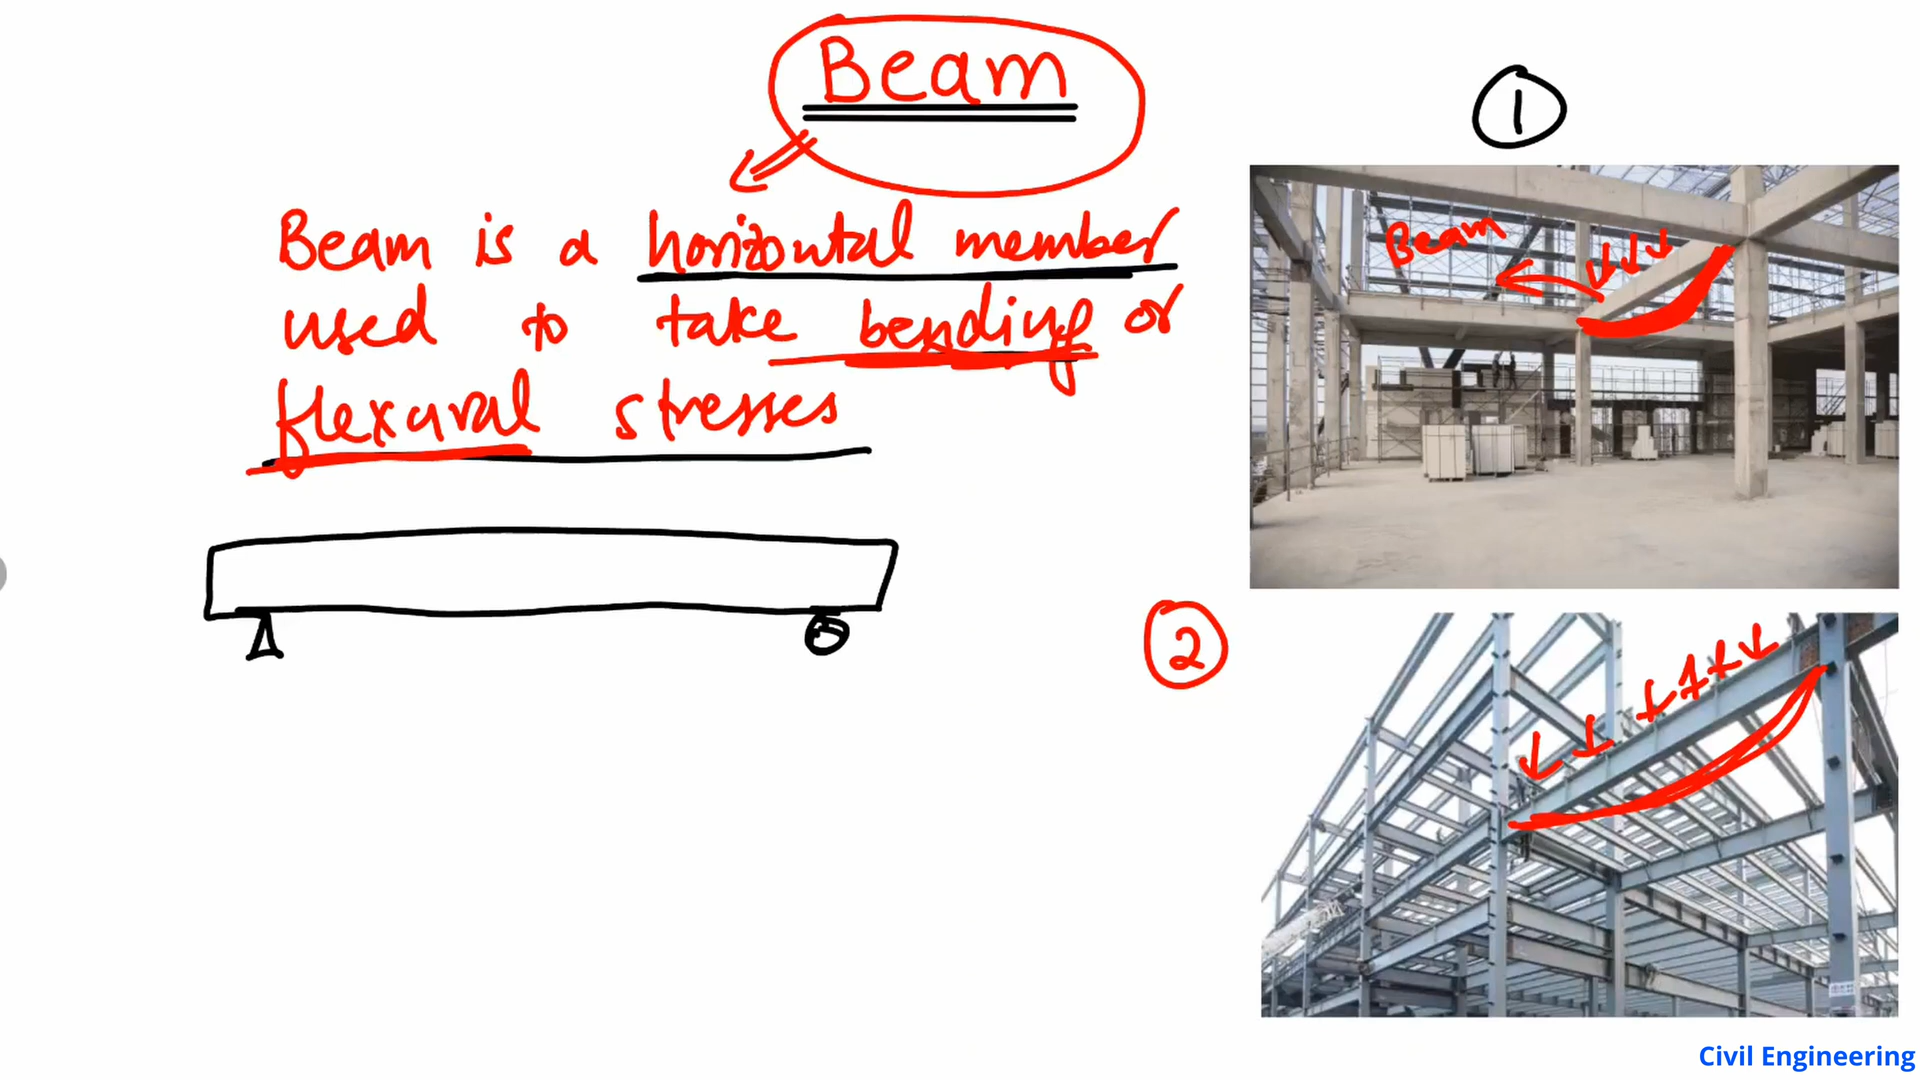 Beam
Beam is a horizontal member
used to take bending or
flexural stresses
1
Beam
2
Civil Engineering